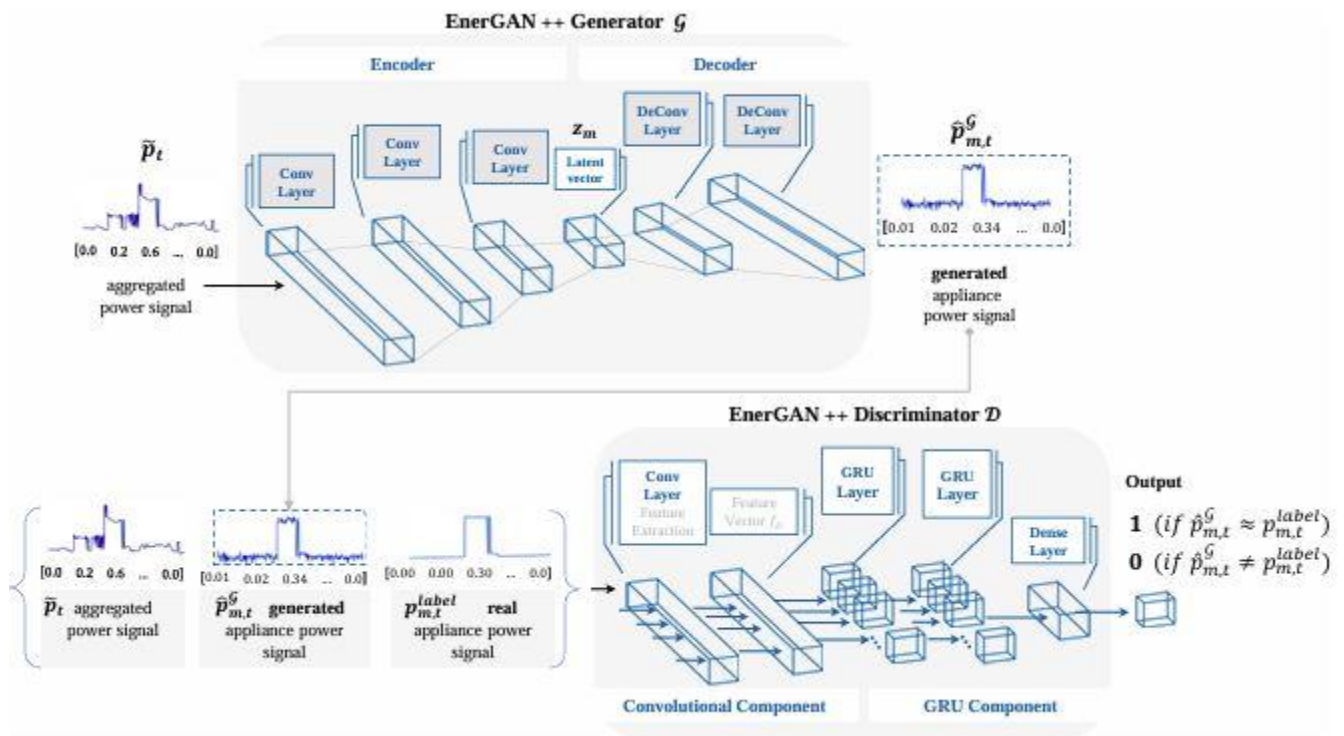 EnerGAN ++ Generator 𝒢
Encoder
Decoder
DeConv
Layer
DeConv
Layer
z_m
Conv
Layer
Conv
Layer
Conv
Layer
Latent
vector
p̃_t
[0.0 0.2 0.6 ... 0.0]
aggregated
power signal
p̂^𝒢_{m,t}
[0.01 0.02 0.34 ... 0.0]
generated
appliance
power signal
EnerGAN ++ Discriminator 𝒟
Conv
Layer
Feature
Extraction
Feature
Vector
GRU
Layer
GRU
Layer
Dense
Layer
Output
1 (if p̂^𝒢_{m,t} ≈ p^{label}_{m,t})
0 (if p̂^𝒢_{m,t} ≠ p^{label}_{m,t})
[0.0 0.2 0.6 ... 0.0]
p̃_t aggregated
power signal
[0.01 0.02 0.34 ... 0.0]
p̂^𝒢_{m,t} generated
appliance power
signal
[0.00 0.00 0.30 ... 0.0]
p^{label}_{m,t} real
appliance power
signal
Convolutional Component
GRU Component